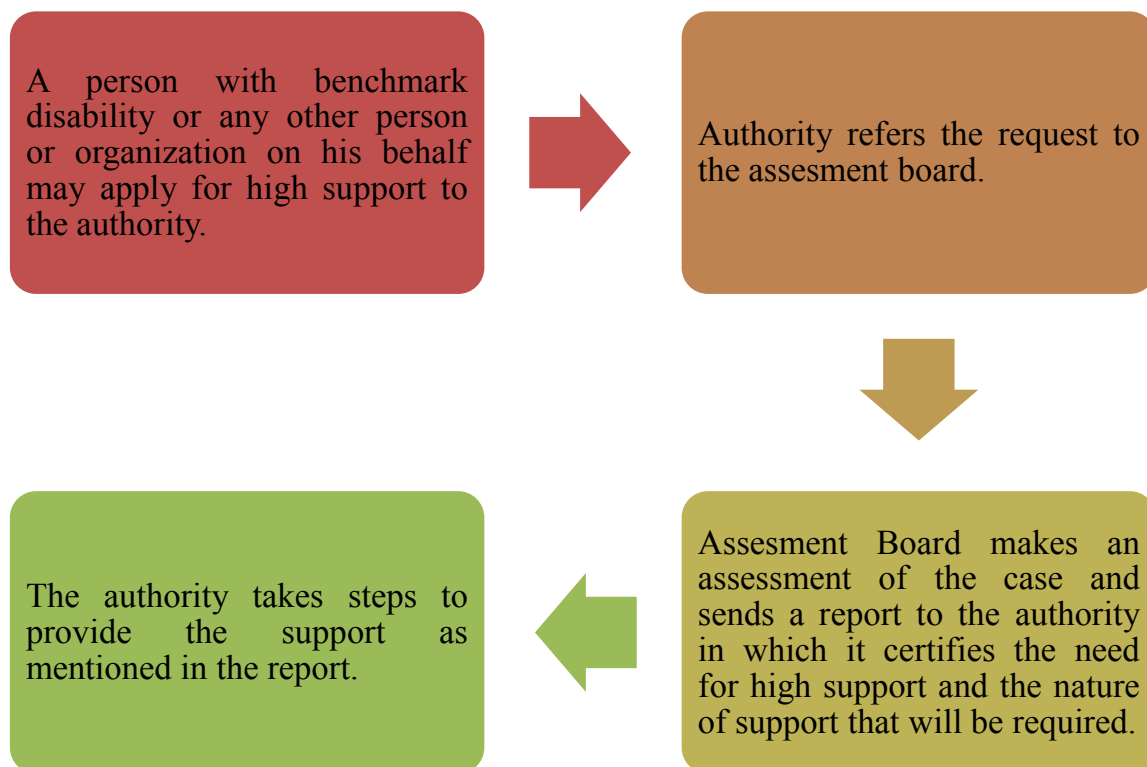 A person with benchmark
disability or any other person
or organization on his behalf
may apply for high support to
the authority.
Authority refers the request to
the assesment board.
Assesment Board makes an
assessment of the case and
sends a report to the authority
in which it certifies the need
for high support and the nature
of support that will be required.
The authority takes steps to
provide the support as
mentioned in the report.